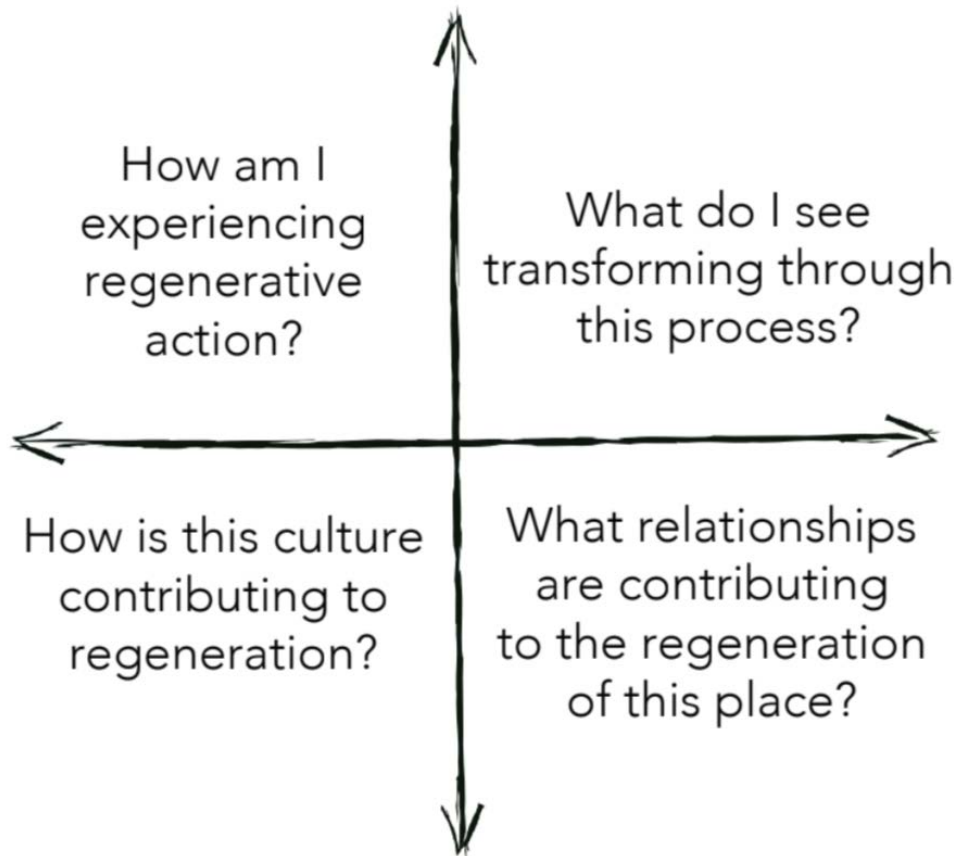 How am I
experiencing
regenerative
action?
What do I see
transforming through
this process?
How is this culture
contributing to
regeneration?
What relationships
are contributing
to the regeneration
of this place?